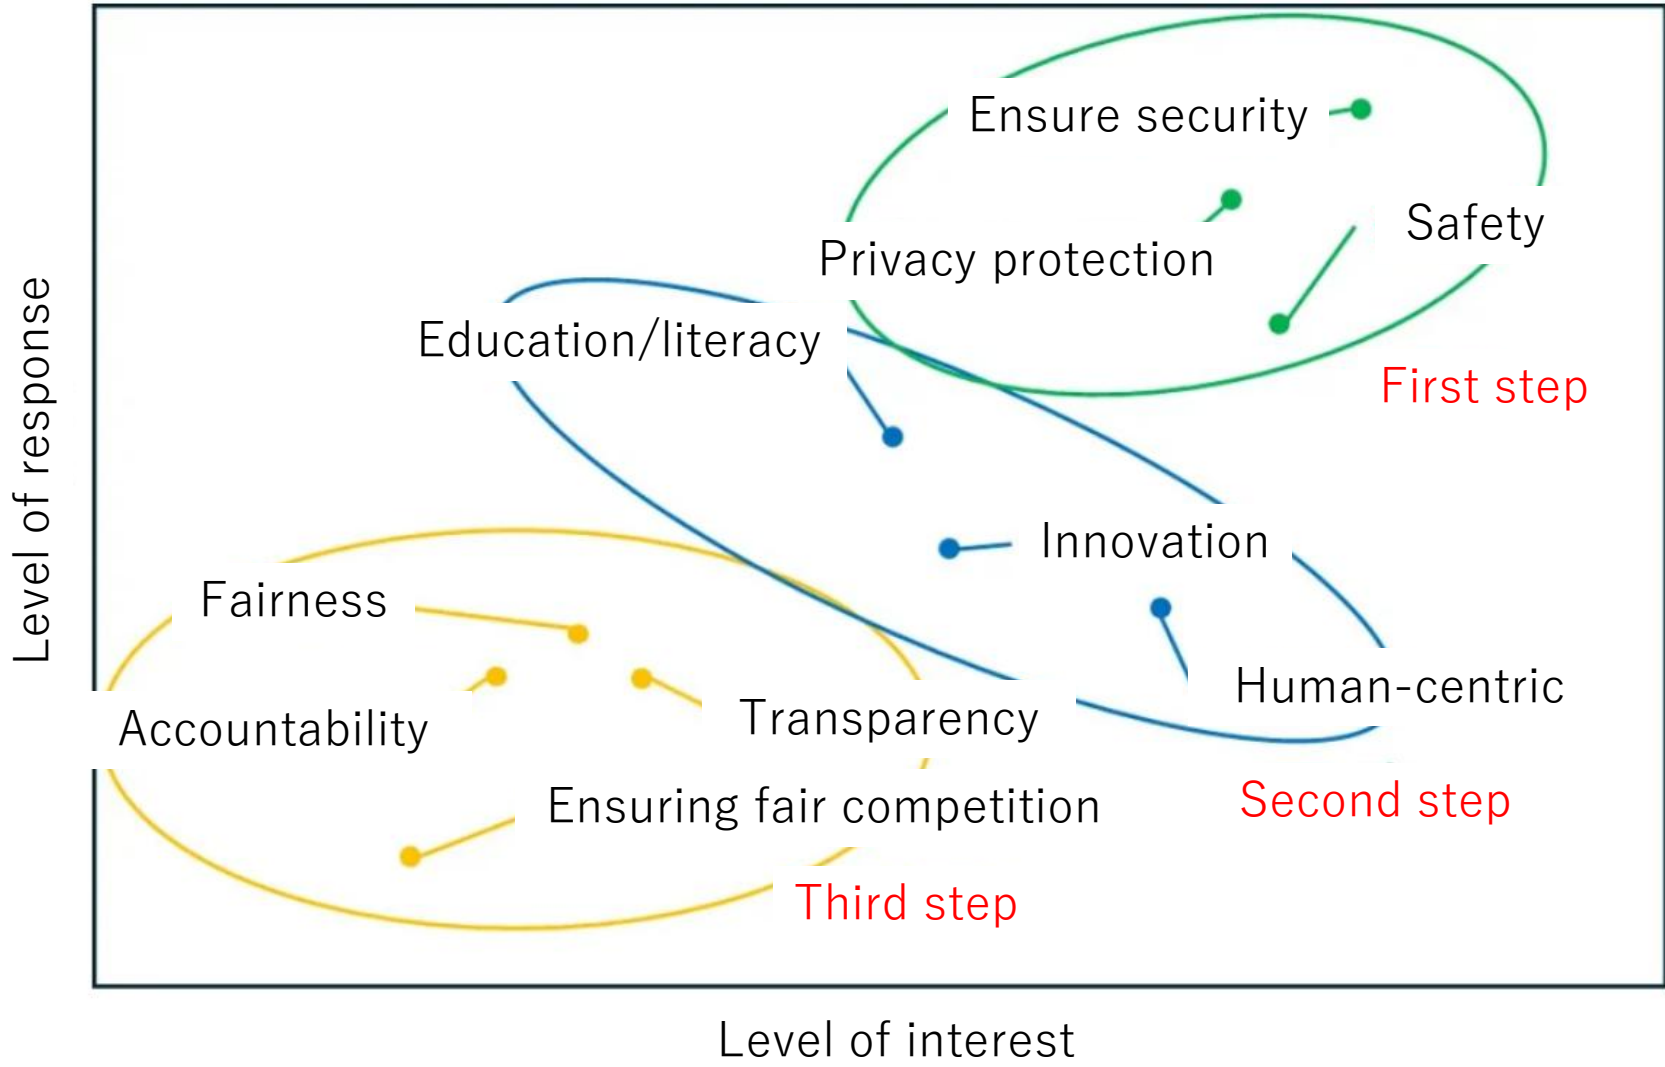 Ensure security
Safety
Privacy protection
Education/literacy
First step
Level of response
Innovation
Fairness
Human-centric
Accountability
Transparency
Ensuring fair competition
Second step
Third step
Level of interest